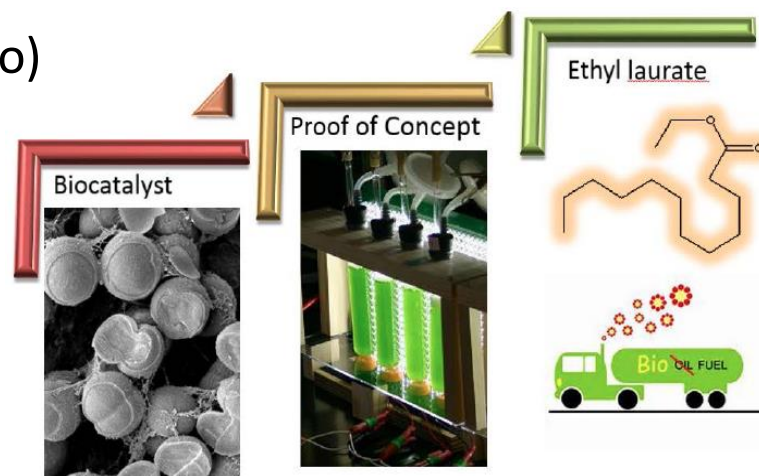 o)
Biocatalyst
Proof of Concept
Ethyl laurate
O
O
Bio OIL FUEL